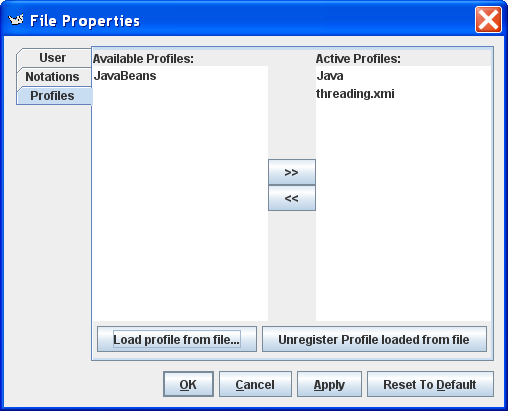 File Properties
User
Notations
Profiles
Available Profiles:
JavaBeans
Active Profiles:
Java
threading.xmi
>>
<<
Load profile from file...
Unregister Profile loaded from file
OK
Cancel
Apply
Reset To Default